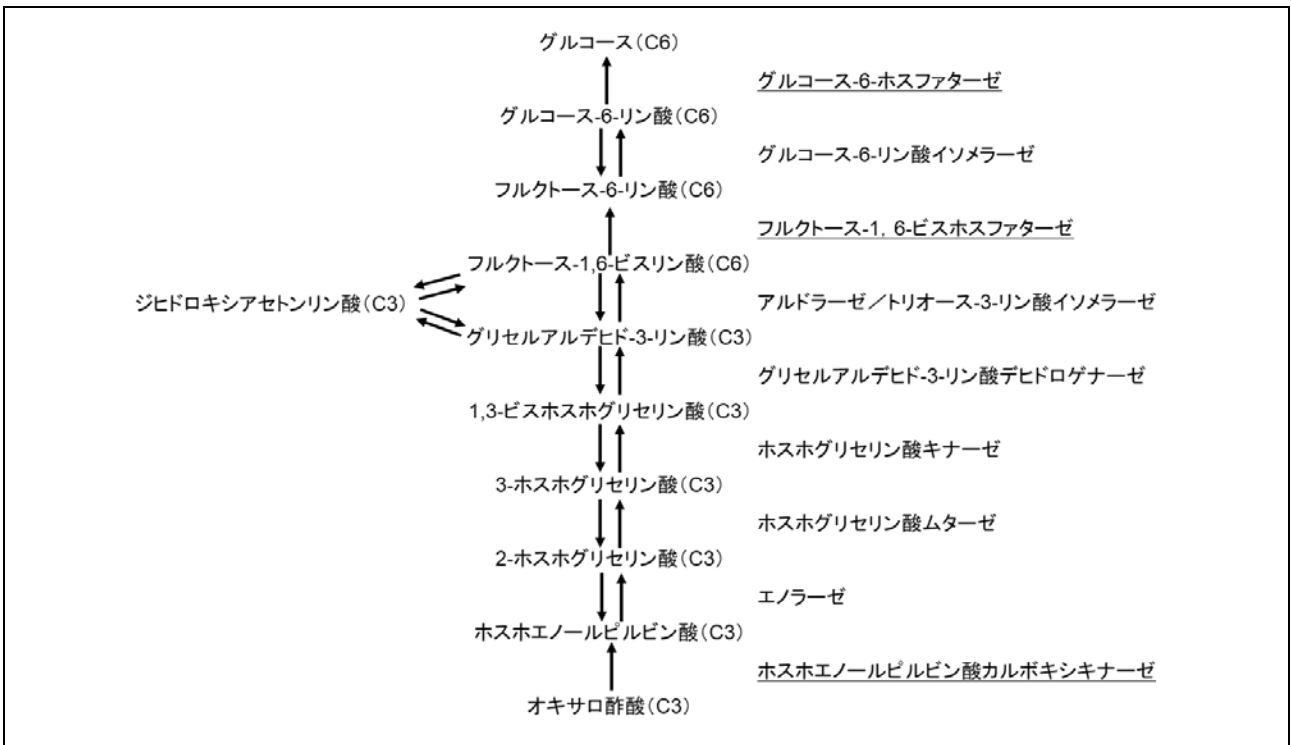 グルコース（C6）
グルコース-6-ホスファターゼ
グルコース-6-リン酸（C6）
グルコース-6-リン酸イソメラーゼ
フルクトース-6-リン酸（C6）
フルクトース-1，6-ビスホスファターゼ
フルクトース-1,6-ビスリン酸（C6）
ジヒドロキシアセトンリン酸（C3）
アルドラーゼ／トリオース-3-リン酸イソメラーゼ
グリセルアルデヒド-3-リン酸（C3）
グリセルアルデヒド-3-リン酸デヒドロゲナーゼ
1,3-ビスホスホグリセリン酸（C3）
ホスホグリセリン酸キナーゼ
3-ホスホグリセリン酸（C3）
ホスホグリセリン酸ムターゼ
2-ホスホグリセリン酸（C3）
エノラーゼ
ホスホエノールピルビン酸（C3）
ホスホエノールピルビン酸カルボキシキナーゼ
オキサロ酢酸（C3）